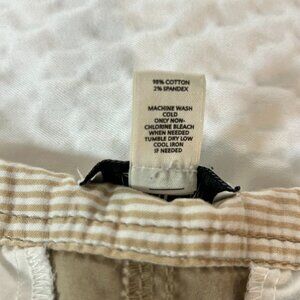 98% COTTON
2% SPANDEX
MACHINE WASH
COLD
ONLY NON-
CHLORINE BLEACH
WHEN NEEDED
TUMBLE DRY LOW
COOL IRON
IF NEEDED